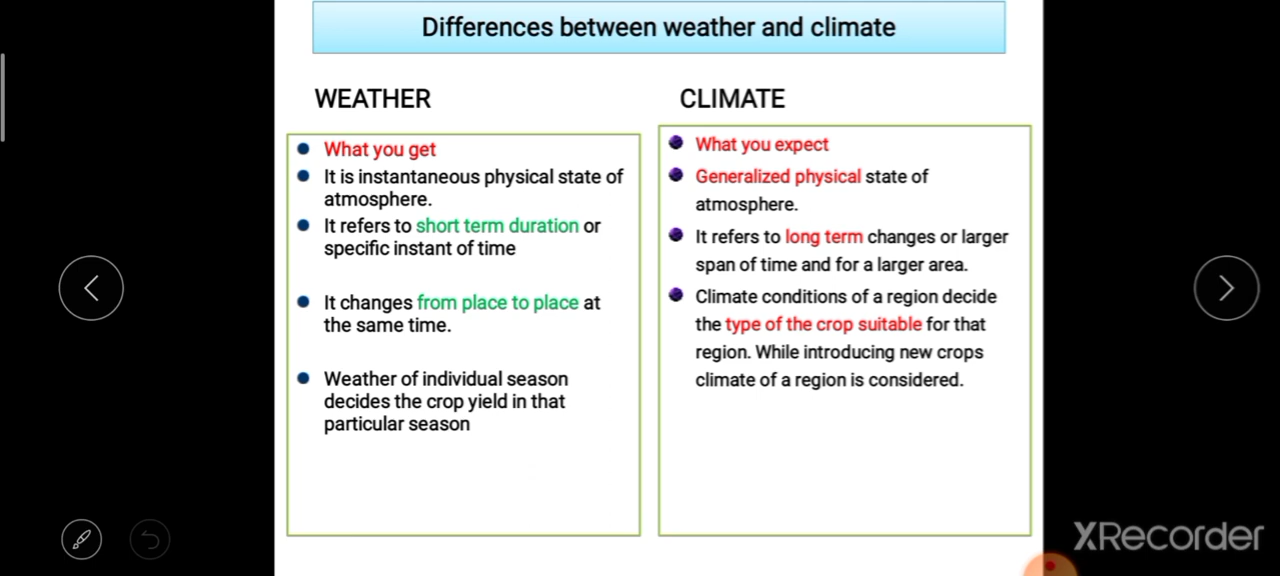 Differences between weather and climate
WEATHER
What you get
It is instantaneous physical state of
atmosphere.
It refers to short term duration or
specific instant of time
It changes from place to place at
the same time.
Weather of individual season
decides the crop yield in that
particular season
CLIMATE
What you expect
Generalized physical state of
atmosphere.
It refers to long term changes or larger
span of time and for a larger area.
Climate conditions of a region decide
the type of the crop suitable for that
region. While introducing new crops
climate of a region is considered.
XRecorder